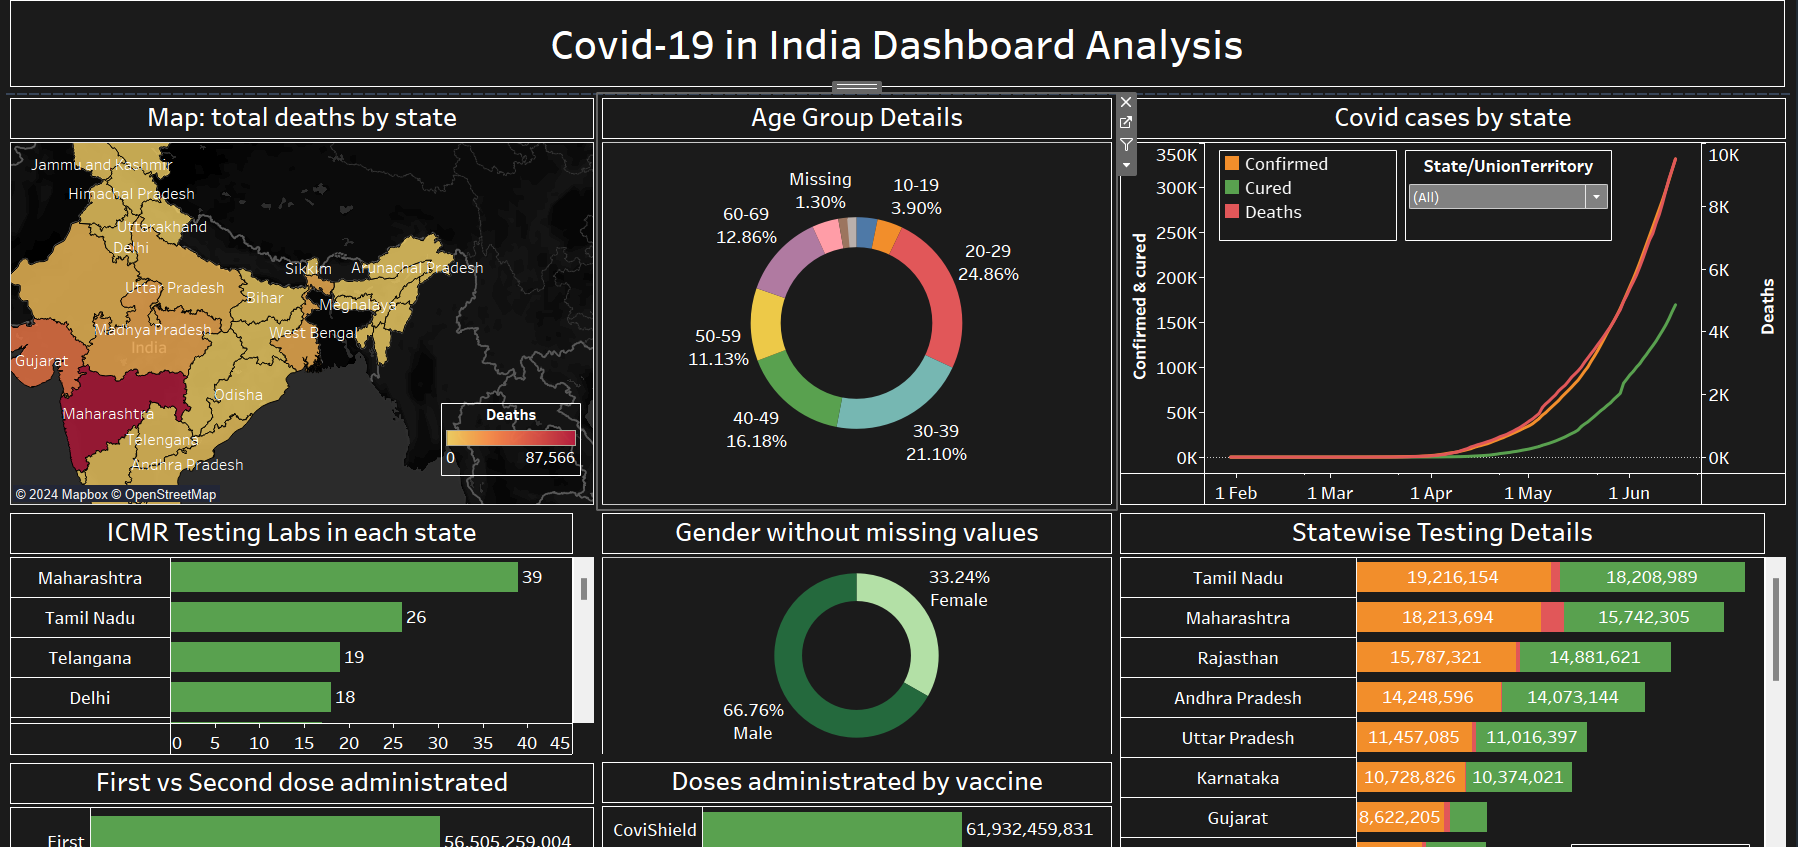 Covid-19 in India Dashboard Analysis
Map: total deaths by state
Jammu and Kashmir
Himachal Pradesh
Uttarakhand
Delhi
Sikkim
Arunachal Pradesh
Uttar Pradesh
Bihar
Meghalaya
Madhya Pradesh
West Bengal
India
Gujarat
Odisha
Maharashtra
Telengana
Andhra Pradesh
Deaths
0 87,566
© 2024 Mapbox © OpenStreetMap
Age Group Details
Missing
1.30%
10-19
3.90%
60-69
12.86%
20-29
24.86%
50-59
11.13%
40-49
16.18%
30-39
21.10%
Covid cases by state
Confirmed
Cured
Deaths
State/UnionTerritory
(All)
Confirmed & cured
350K
300K
250K
200K
150K
100K
50K
0K
10K
8K
6K
4K
2K
0K
Deaths
1 Feb 1 Mar 1 Apr 1 May 1 Jun
ICMR Testing Labs in each state
Maharashtra 39
Tamil Nadu 26
Telangana 19
Delhi 18
0 5 10 15 20 25 30 35 40 45
Gender without missing values
33.24%
Female
66.76%
Male
Statewise Testing Details
Tamil Nadu 19,216,154 18,208,989
Maharashtra 18,213,694 15,742,305
Rajasthan 15,787,321 14,881,621
Andhra Pradesh 14,248,596 14,073,144
Uttar Pradesh 11,457,085 11,016,397
Karnataka 10,728,826 10,374,021
Gujarat 8,622,205
First vs Second dose administrated
First 56,505,259,004
Doses administrated by vaccine
CoviShield 61,932,459,831